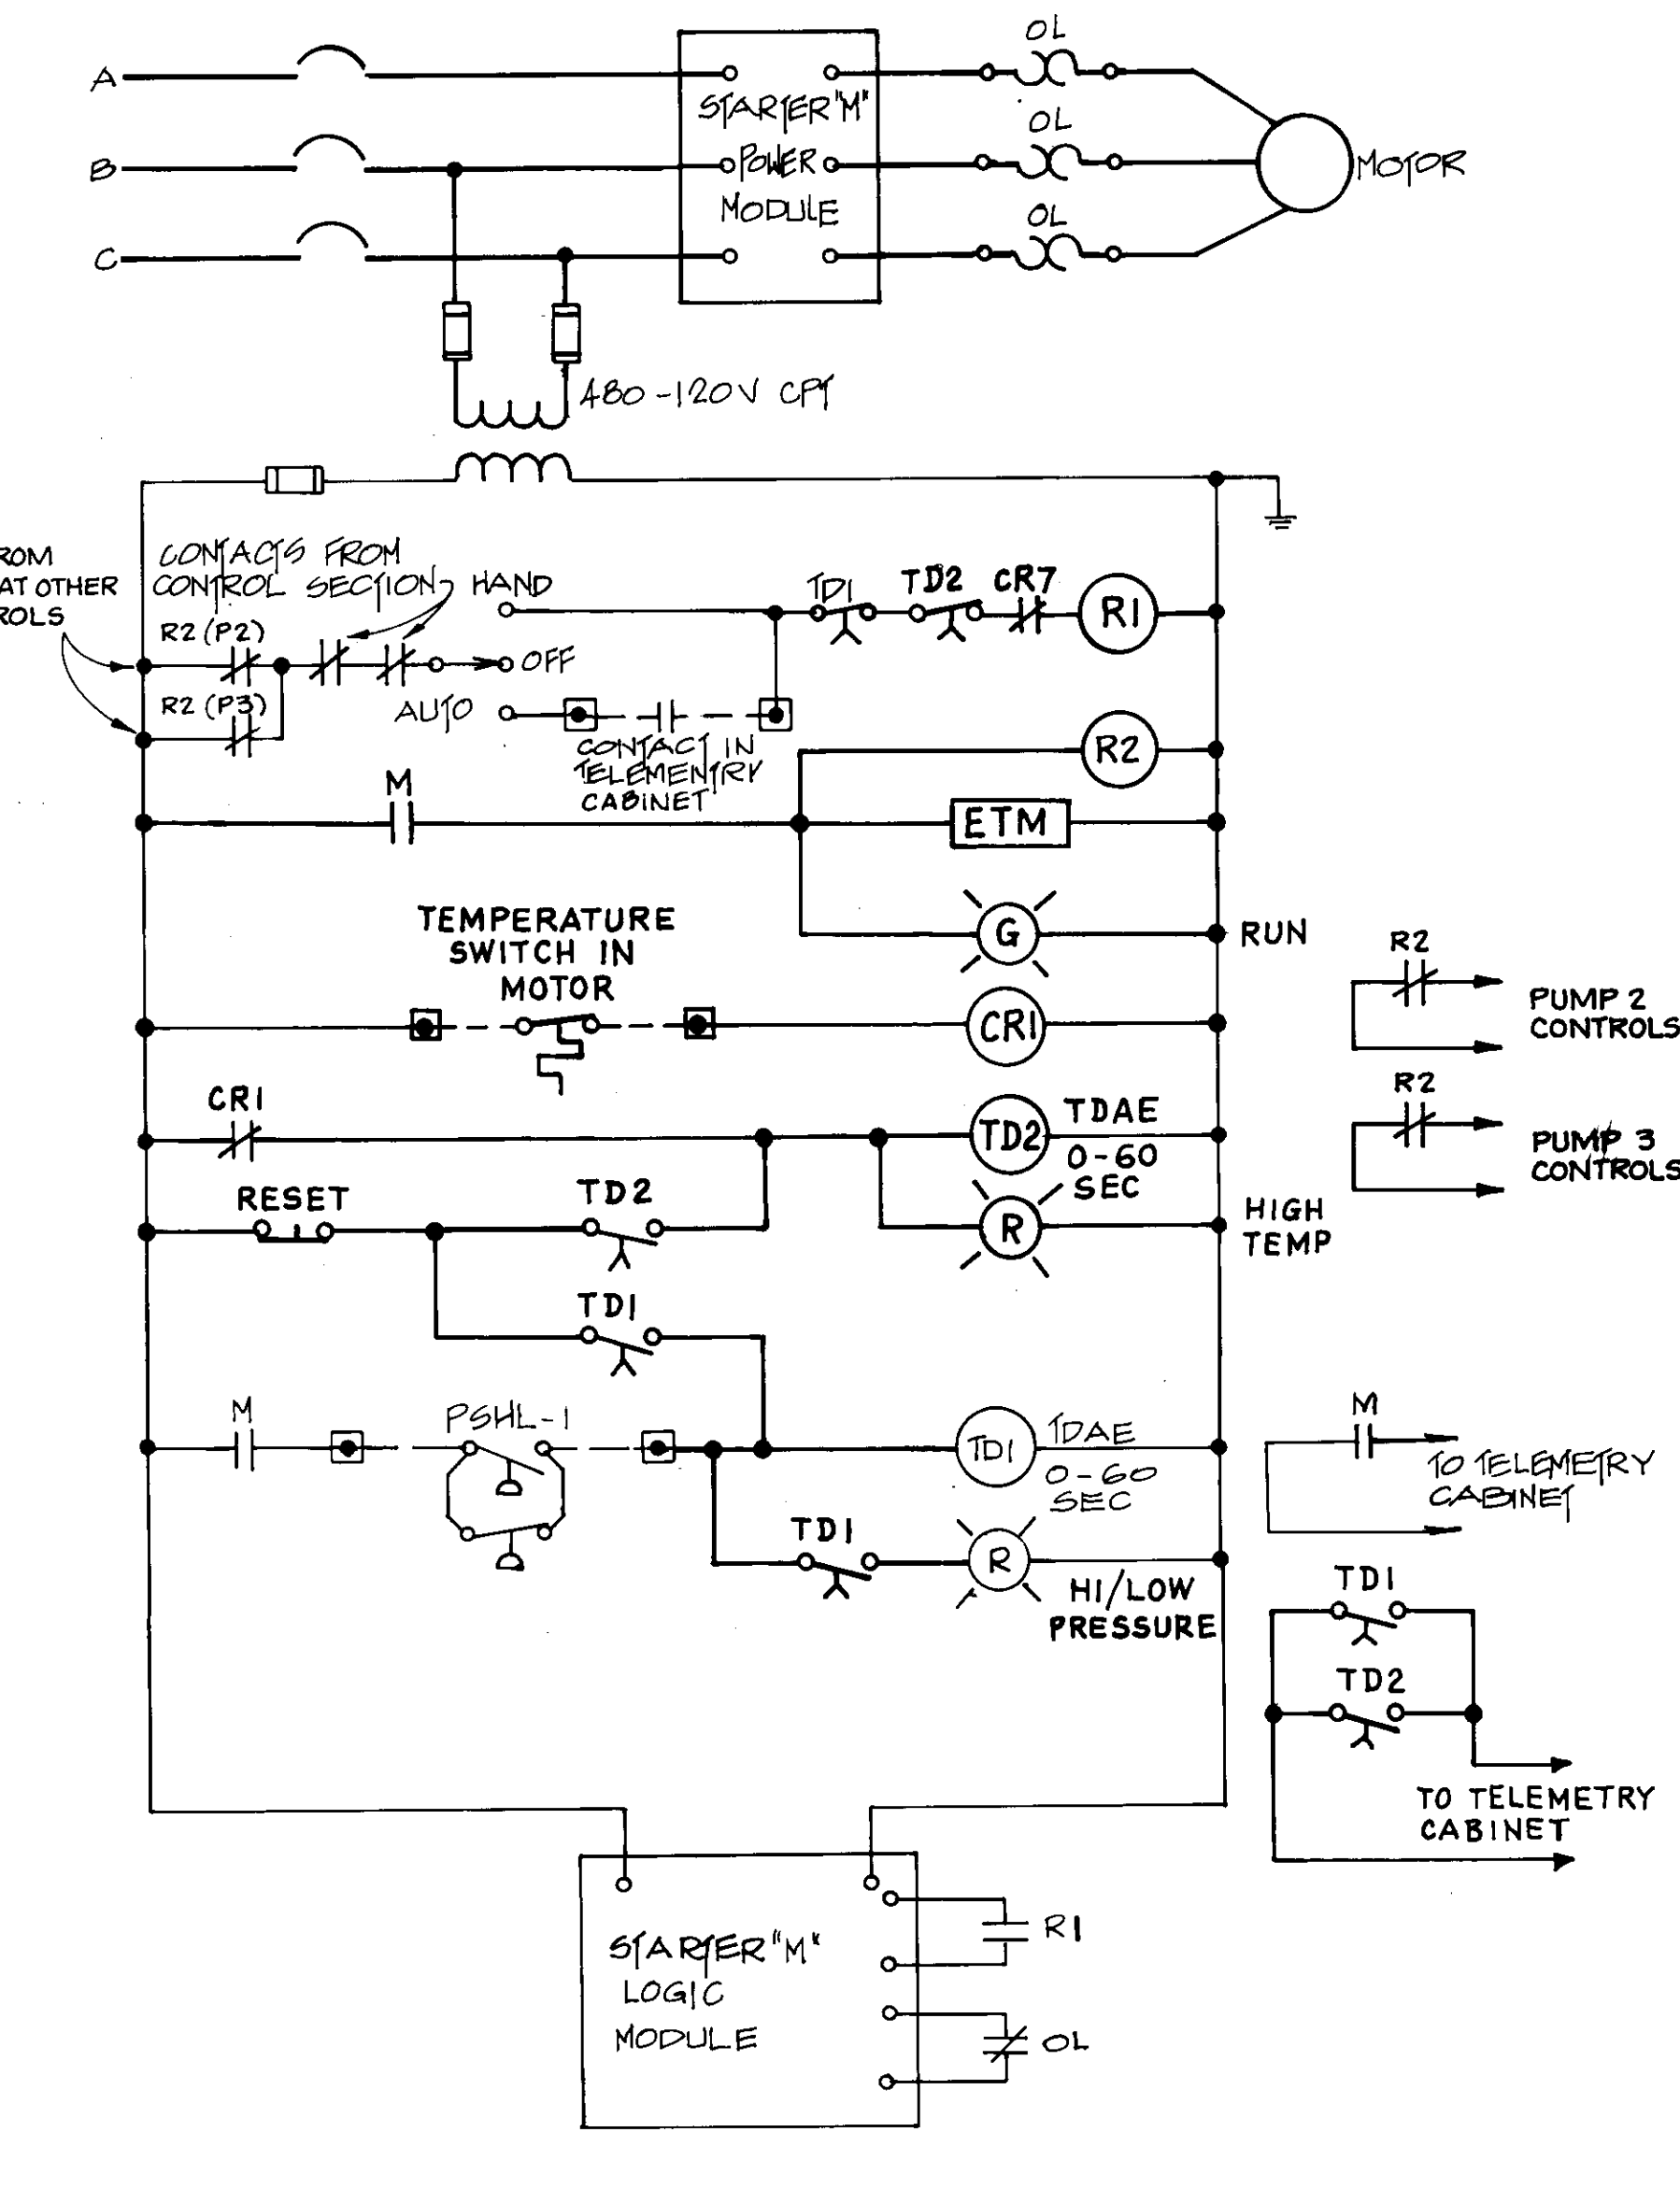 OL
A
STARTER "M"
OL
B
POWER
MOTOR
MODULE
OL
C
480-120V CPT
ROM
AT OTHER
ROLS
CONTACTS FROM
CONTROL SECTION
HAND
TD1
TD2
CR7
R1
R2 (P2)
OFF
R2 (P3)
AUTO
CONTACT IN
TELEMENTRY
CABINET
R2
M
ETM
TEMPERATURE
SWITCH IN
MOTOR
G
RUN
R2
PUMP 2
CONTROLS
CR1
R2
PUMP 3
CONTROLS
CR1
TD2
TDAE
0-60
SEC
RESET
TD2
R
HIGH
TEMP
TD1
M
PSHL-1
TD1
TDAE
0-60
SEC
M
TO TELEMETRY
CABINET
TD1
R
HI/LOW
PRESSURE
TD1
TD2
TO TELEMETRY
CABINET
STARTER "M"
LOGIC
MODULE
R1
OL